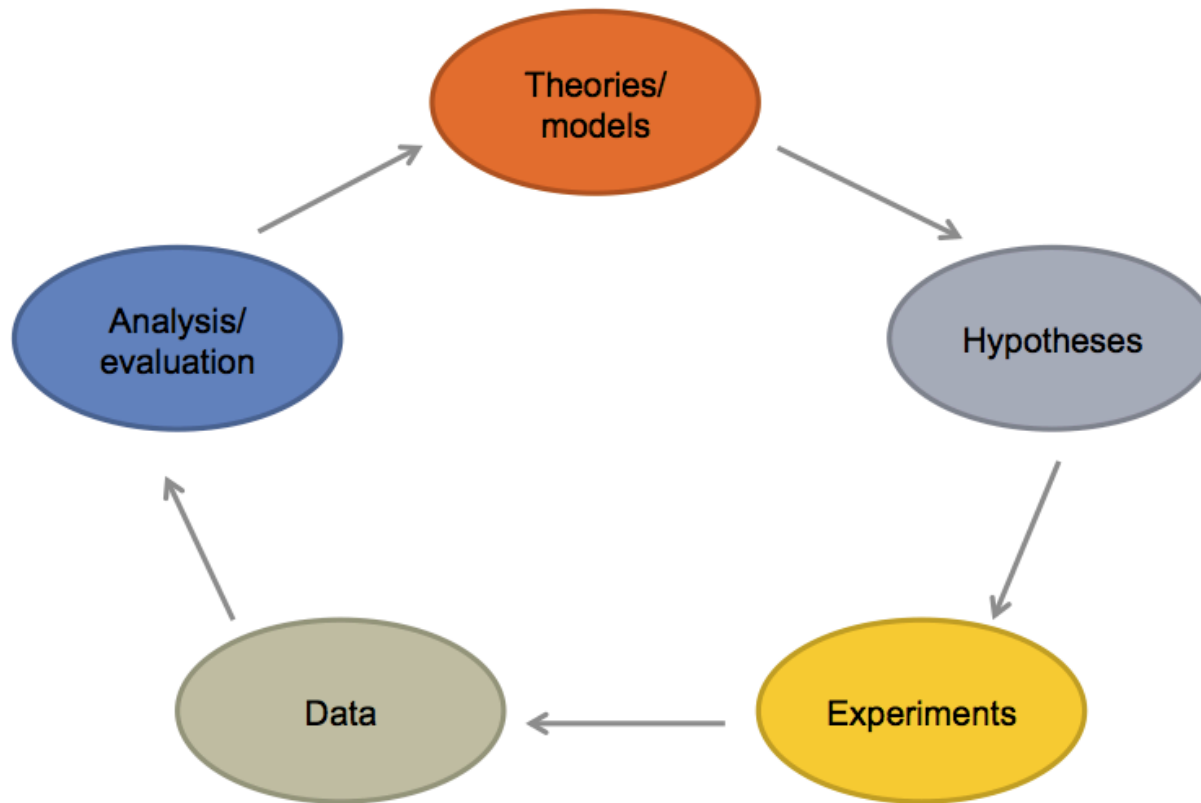 Theories/
models
Hypotheses
Experiments
Data
Analysis/
evaluation